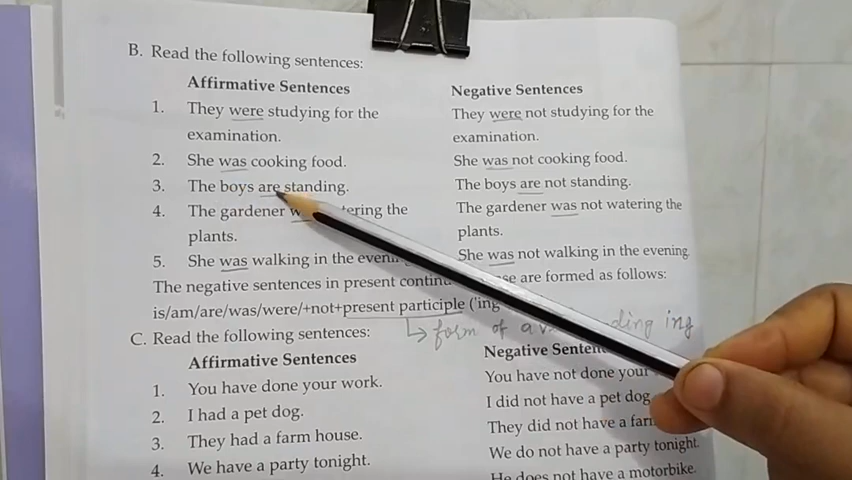 B. Read the following sentences:
Affirmative Sentences Negative Sentences
1. They were studying for the They were not studying for the
examination. examination.
2. She was cooking food. She was not cooking food.
3. The boys are standing. The boys are not standing.
4. The gardener tering the The gardener was not watering the
plants. plants.
5. She was walking in the She was not walking in the evening.
The negative sentences in present are formed as follows:
is/am/are/was/were/+not+present participle ('ing
form of a ing
C. Read the following sentences:
Affirmative Sentences Negative
1. You have done your work. You have not done your
2. I had a pet dog. I did not have a pet dog
3. They had a farm house. They did not have a
4. We have a party tonight. We do not have a party tonight.
He does not have a motorbike.